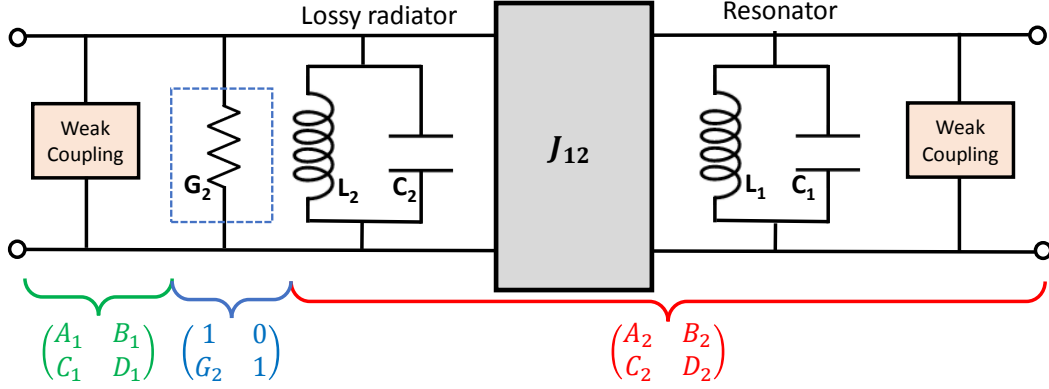 Lossy radiator
Resonator
Weak
Coupling
G₂
L₂
C₂
J₁₂
L₁
C₁
Weak
Coupling
(A₁ B₁
C₁ D₁)
(1 0
G₂ 1)
(A₂ B₂
C₂ D₂)